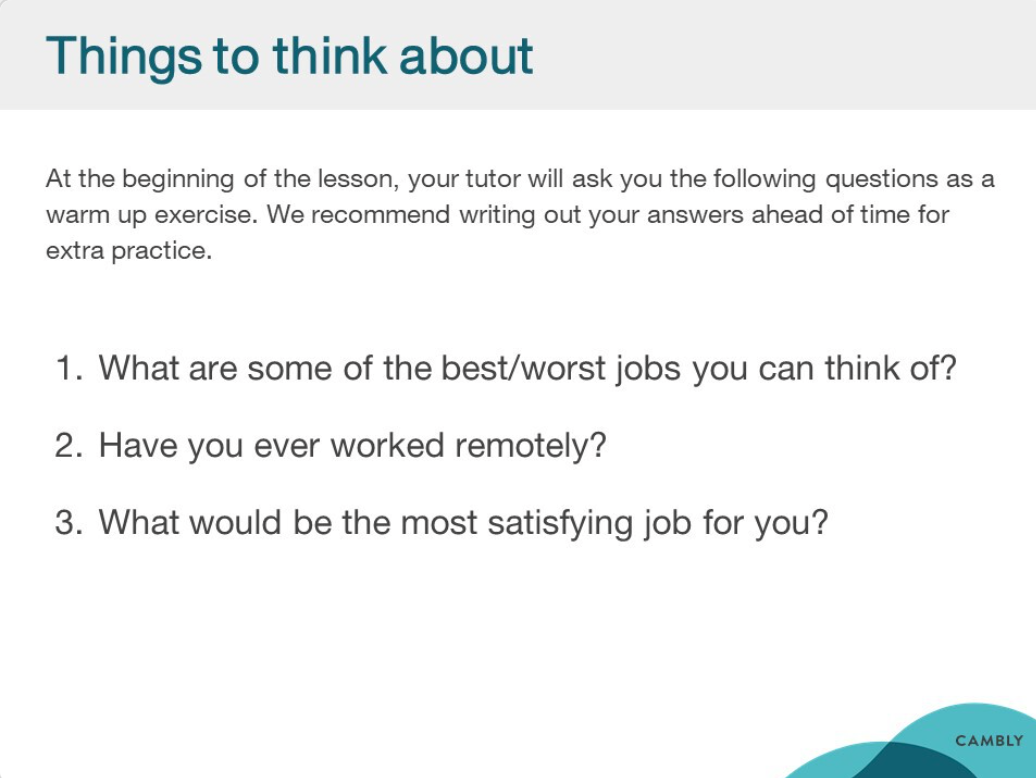 Things to think about
At the beginning of the lesson, your tutor will ask you the following questions as a
warm up exercise. We recommend writing out your answers ahead of time for
extra practice.
1. What are some of the best/worst jobs you can think of?
2. Have you ever worked remotely?
3. What would be the most satisfying job for you?
CAMBLY